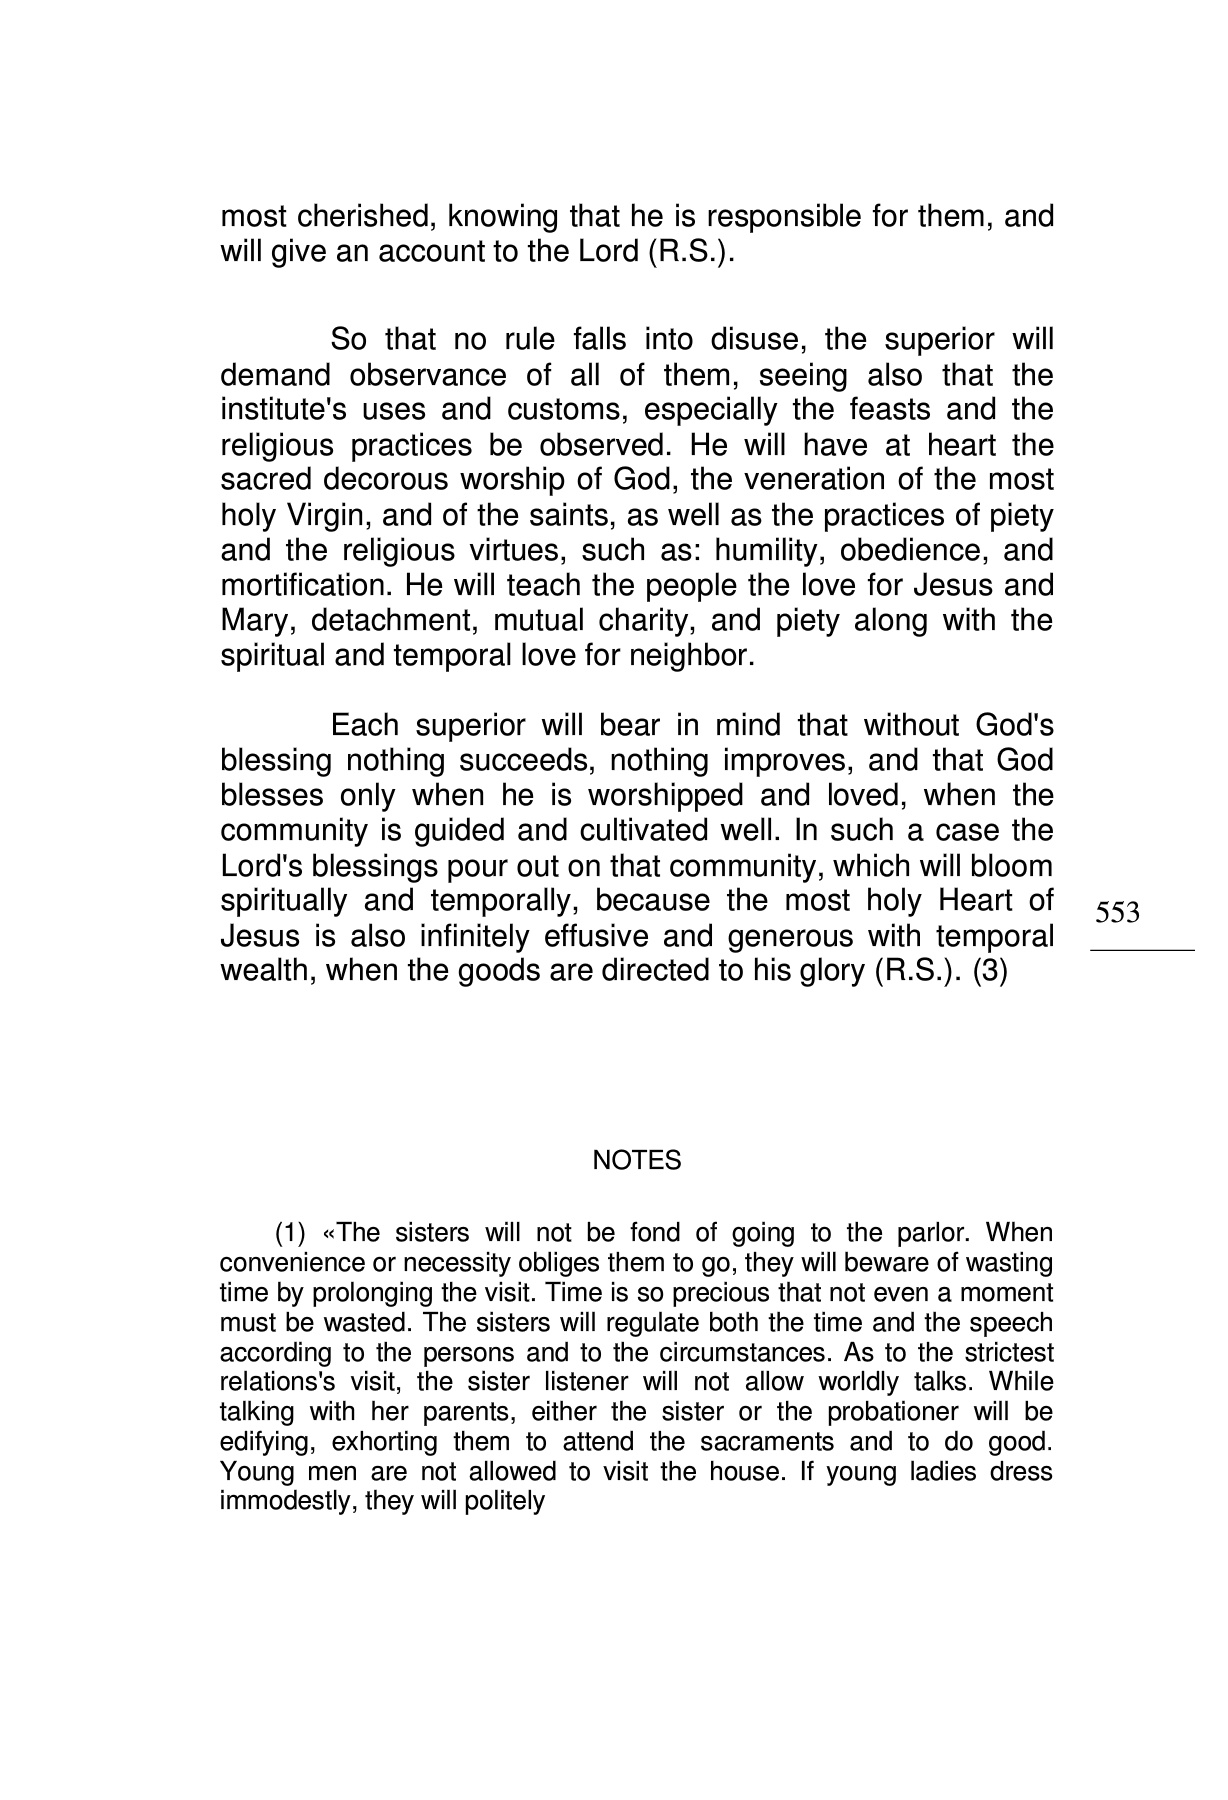 most cherished, knowing that he is responsible for them, and
will give an account to the Lord (R.S.).
So that no rule falls into disuse, the superior will
demand observance of all of them, seeing also that the
institute's uses and customs, especially the feasts and the
religious practices be observed. He will have at heart the
sacred decorous worship of God, the veneration of the most
holy Virgin, and of the saints, as well as the practices of piety
and the religious virtues, such as: humility, obedience, and
mortification. He will teach the people the love for Jesus and
Mary, detachment, mutual charity, and piety along with the
spiritual and temporal love for neighbor.
Each superior will bear in mind that without God's
blessing nothing succeeds, nothing improves, and that God
blesses only when he is worshipped and loved, when the
community is guided and cultivated well. In such a case the
Lord's blessings pour out on that community, which will bloom
spiritually and temporally, because the most holy Heart of
Jesus is also infinitely effusive and generous with temporal
wealth, when the goods are directed to his glory (R.S.). (3)
553
NOTES
(1) «The sisters will not be fond of going to the parlor. When
convenience or necessity obliges them to go, they will beware of wasting
time by prolonging the visit. Time is so precious that not even a moment
must be wasted. The sisters will regulate both the time and the speech
according to the persons and to the circumstances. As to the strictest
relations's visit, the sister listener will not allow worldly talks. While
talking with her parents, either the sister or the probationer will be
edifying, exhorting them to attend the sacraments and to do good.
Young men are not allowed to visit the house. If young ladies dress
immodestly, they will politely